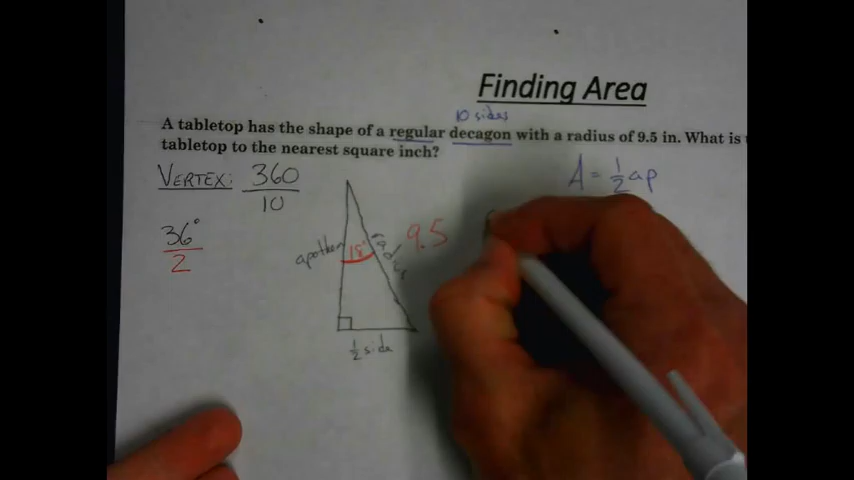 Finding Area
10 sides
A tabletop has the shape of a regular decagon with a radius of 9.5 in. What is
tabletop to the nearest square inch?
VERTEX: 360
10
A = 1/2 ap
36°
2
apothem
18°
radius
9.5
1/2 side